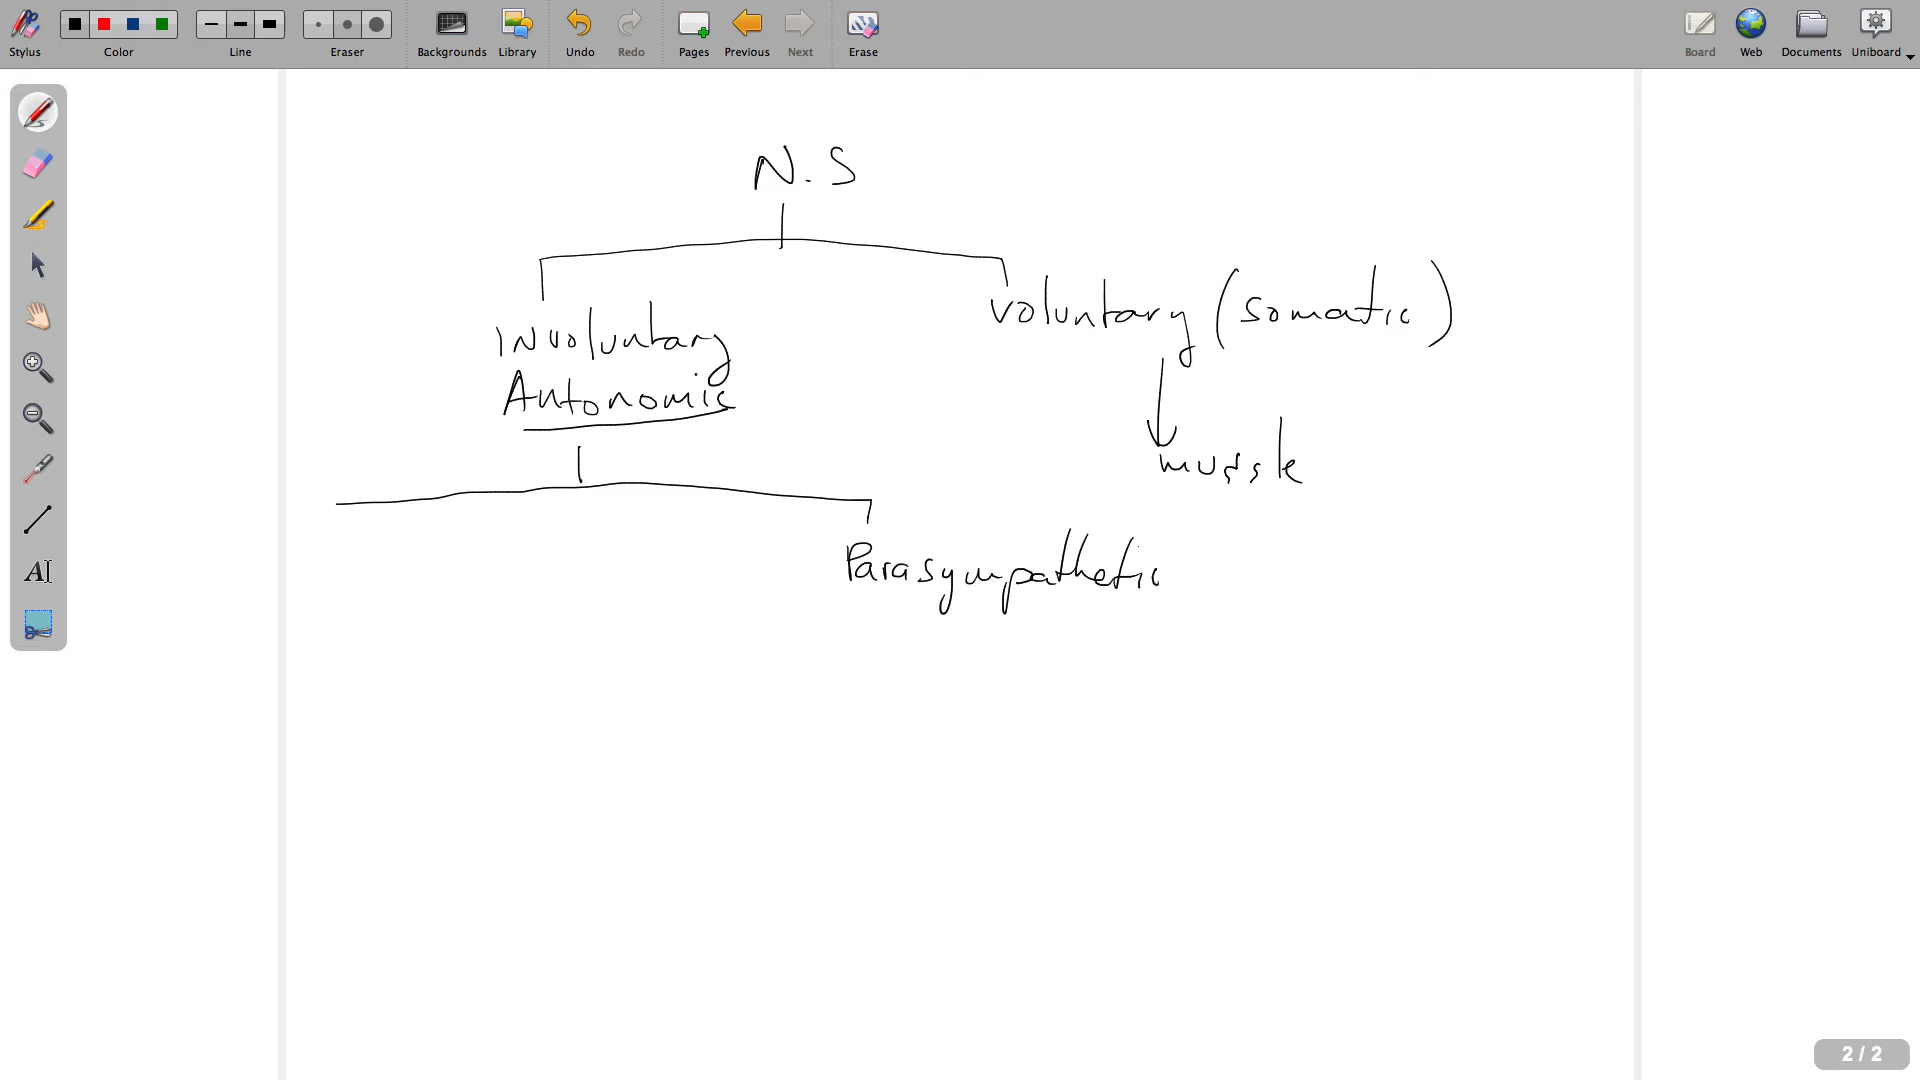 Stylus Color Line Eraser Backgrounds Library Undo Redo Pages Previous Next Erase Board Web Documents Uniboard
N.S
Involuntary
Autonomic
voluntary (somatic)
muscle
Parasympathetic
2 / 2